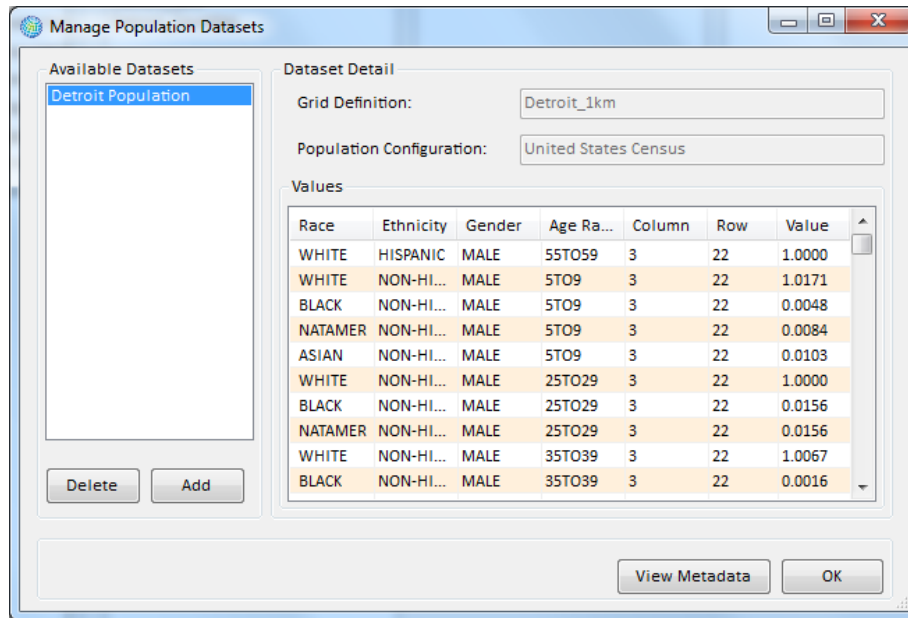 Manage Population Datasets
Available Datasets
Detroit Population
Delete Add
Dataset Detail
Grid Definition: Detroit_1km
Population Configuration: United States Census
Values
Race Ethnicity Gender Age Ra... Column Row Value
WHITE HISPANIC MALE 55TO59 3 22 1.0000
WHITE NON-HI... MALE 5TO9 3 22 1.0171
BLACK NON-HI... MALE 5TO9 3 22 0.0048
NATAMER NON-HI... MALE 5TO9 3 22 0.0084
ASIAN NON-HI... MALE 5TO9 3 22 0.0103
WHITE NON-HI... MALE 25TO29 3 22 1.0000
BLACK NON-HI... MALE 25TO29 3 22 0.0156
NATAMER NON-HI... MALE 25TO29 3 22 0.0156
WHITE NON-HI... MALE 35TO39 3 22 1.0067
BLACK NON-HI... MALE 35TO39 3 22 0.0016
View Metadata OK